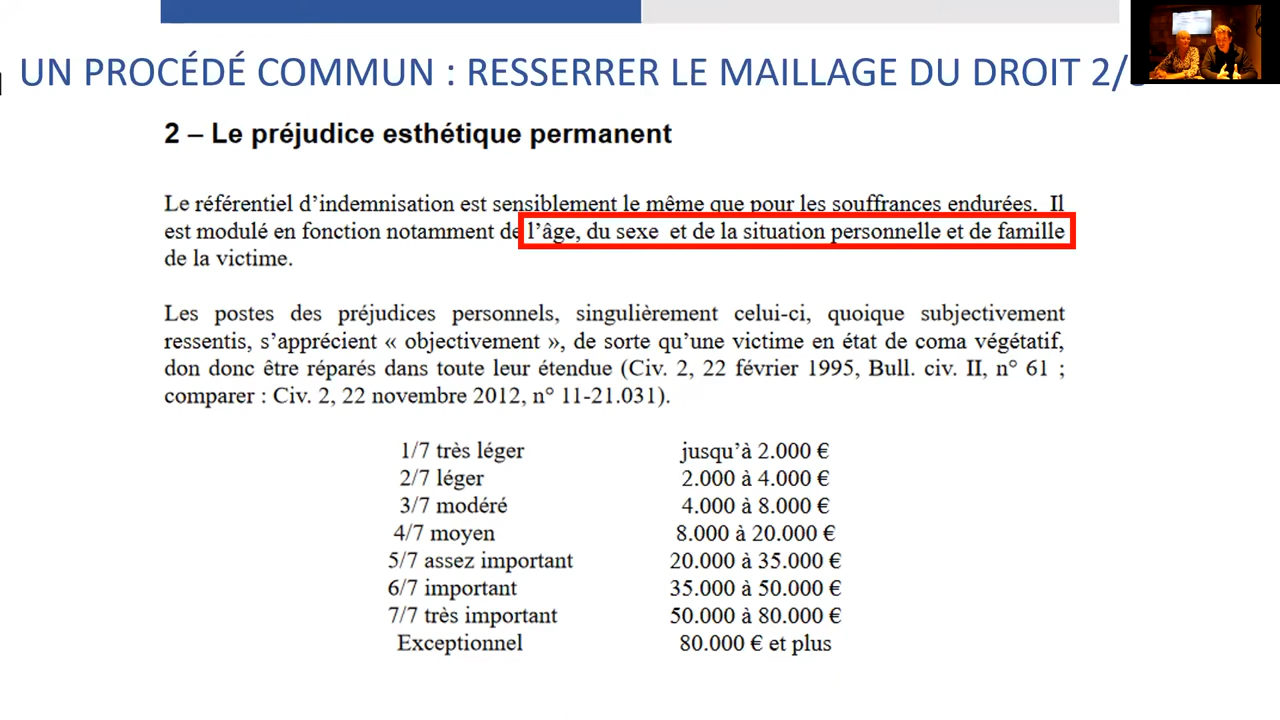 UN PROCÉDÉ COMMUN : RESSERRER LE MAILLAGE DU DROIT 2/
2 – Le préjudice esthétique permanent
Le référentiel d’indemnisation est sensiblement le même que pour les souffrances endurées. Il
est modulé en fonction notamment de l’âge, du sexe et de la situation personnelle et de famille
de la victime.
Les postes des préjudices personnels, singulièrement celui-ci, quoique subjectivement
ressentis, s’apprécient « objectivement », de sorte qu’une victime en état de coma végétatif,
don donc être réparés dans toute leur étendue (Civ. 2, 22 février 1995, Bull. civ. II, n° 61 ;
comparer : Civ. 2, 22 novembre 2012, n° 11-21.031).
1/7 très léger jusqu’à 2.000 €
2/7 léger 2.000 à 4.000 €
3/7 modéré 4.000 à 8.000 €
4/7 moyen 8.000 à 20.000 €
5/7 assez important 20.000 à 35.000 €
6/7 important 35.000 à 50.000 €
7/7 très important 50.000 à 80.000 €
Exceptionnel 80.000 € et plus